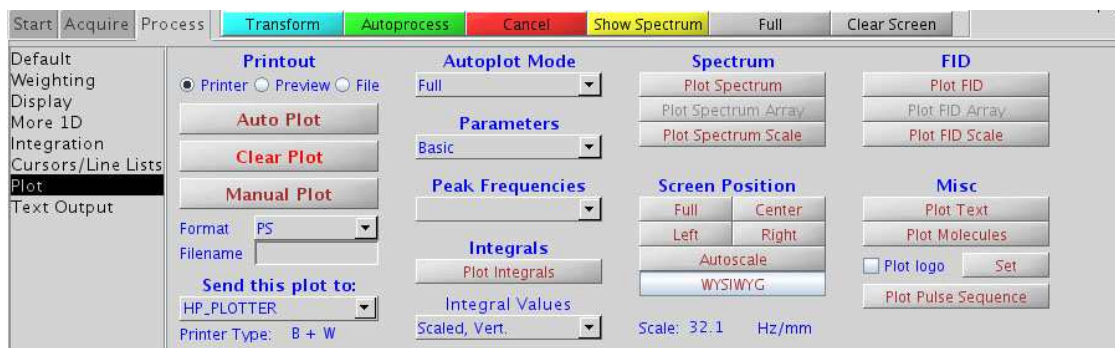 Start Acquire Process Transform Autoprocess Cancel Show Spectrum Full Clear Screen
Default
Weighting
Display
More 1D
Integration
Cursors/Line Lists
Plot
Text Output
Printout
Printer Preview File
Auto Plot
Clear Plot
Manual Plot
Format PS
Filename
Send this plot to:
HP_PLOTTER
Printer Type: B + W
Autoplot Mode
Full
Parameters
Basic
Peak Frequencies
Integrals
Plot Integrals
Integral Values
Scaled, Vert.
Spectrum
Plot Spectrum
Plot Spectrum Array
Plot Spectrum Scale
Screen Position
Full Center
Left Right
Autoscale
WYSIWYG
Scale: 32.1 Hz/mm
FID
Plot FID
Plot FID Array
Plot FID Scale
Misc
Plot Text
Plot Molecules
Plot logo Set
Plot Pulse Sequence